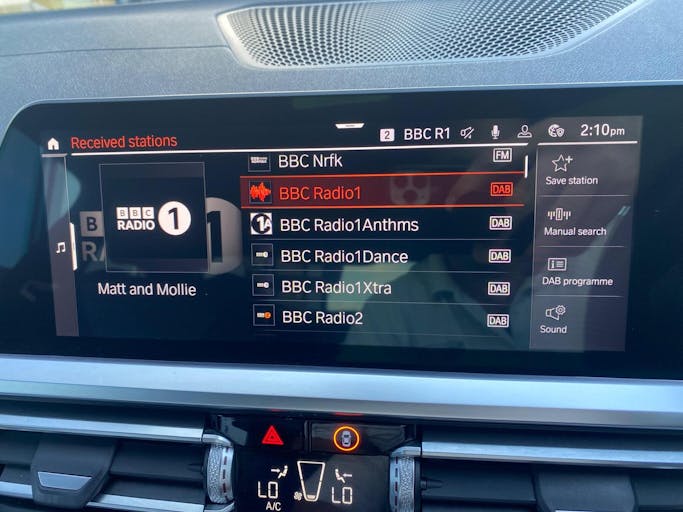 Received stations
2 BBC R1 2:10pm
BBC Nrfk FM
BBC Radio1 DAB
BBC Radio1Anthms DAB
BBC Radio1Dance DAB
BBC Radio1Xtra DAB
BBC Radio2 DAB
BBC
RADIO 1
Matt and Mollie
Save station
Manual search
DAB programme
Sound
LO LO
A/C